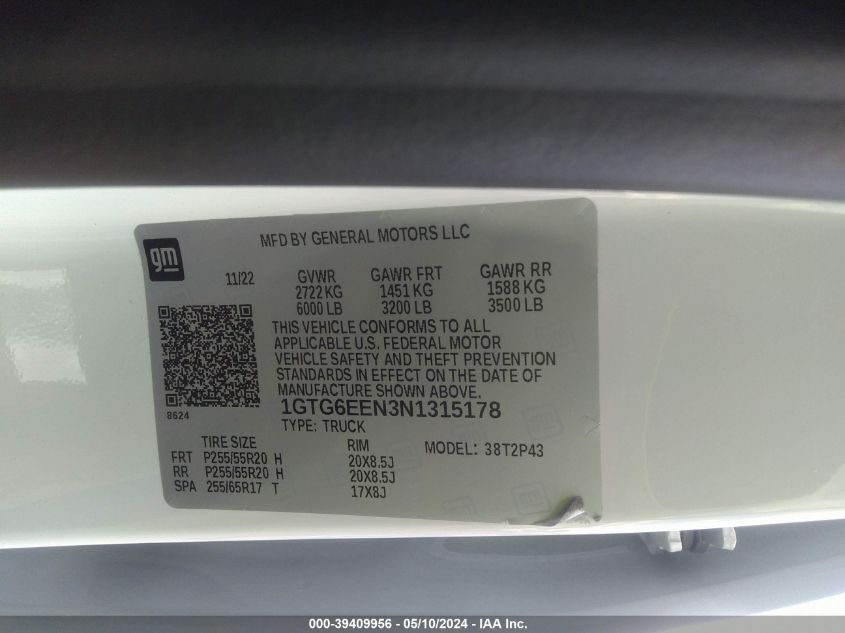 gm
MFD BY GENERAL MOTORS LLC
11/22 GVWR GAWR FRT GAWR RR
2722 KG 1451 KG 1588 KG
6000 LB 3200 LB 3500 LB
THIS VEHICLE CONFORMS TO ALL
APPLICABLE U.S. FEDERAL MOTOR
VEHICLE SAFETY AND THEFT PREVENTION
STANDARDS IN EFFECT ON THE DATE OF
MANUFACTURE SHOWN ABOVE.
8624
1GTG6EEN3N1315178
TYPE: TRUCK
TIRE SIZE RIM MODEL: 38T2P43
FRT P255/55R20 H 20X8.5J
RR P255/55R20 H 20X8.5J
SPA 255/65R17 T 17X8J
000-39409956 - 05/10/2024 - IAA Inc.